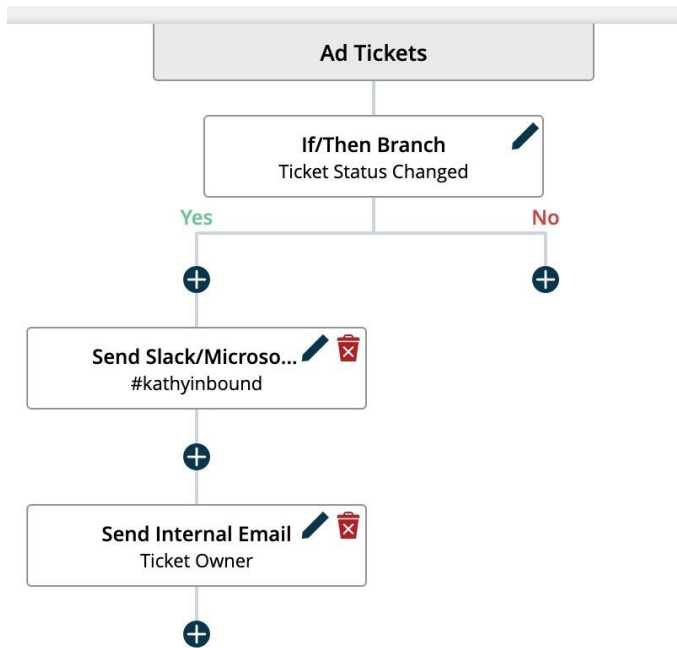 Ad Tickets
If/Then Branch
Ticket Status Changed
Yes
No
Send Slack/Microso...
#kathyinbound
Send Internal Email
Ticket Owner